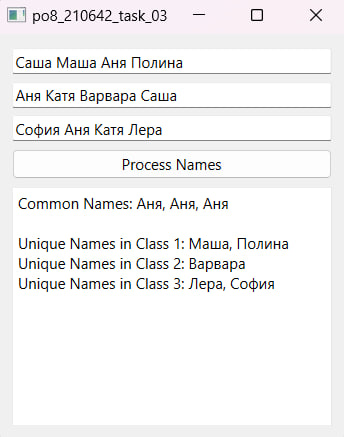 po8_210642_task_03
Саша Маша Аня Полина
Аня Катя Варвара Саша
София Аня Катя Лера
Process Names
Common Names: Аня, Аня, Аня
Unique Names in Class 1: Маша, Полина
Unique Names in Class 2: Варвара
Unique Names in Class 3: Лера, София